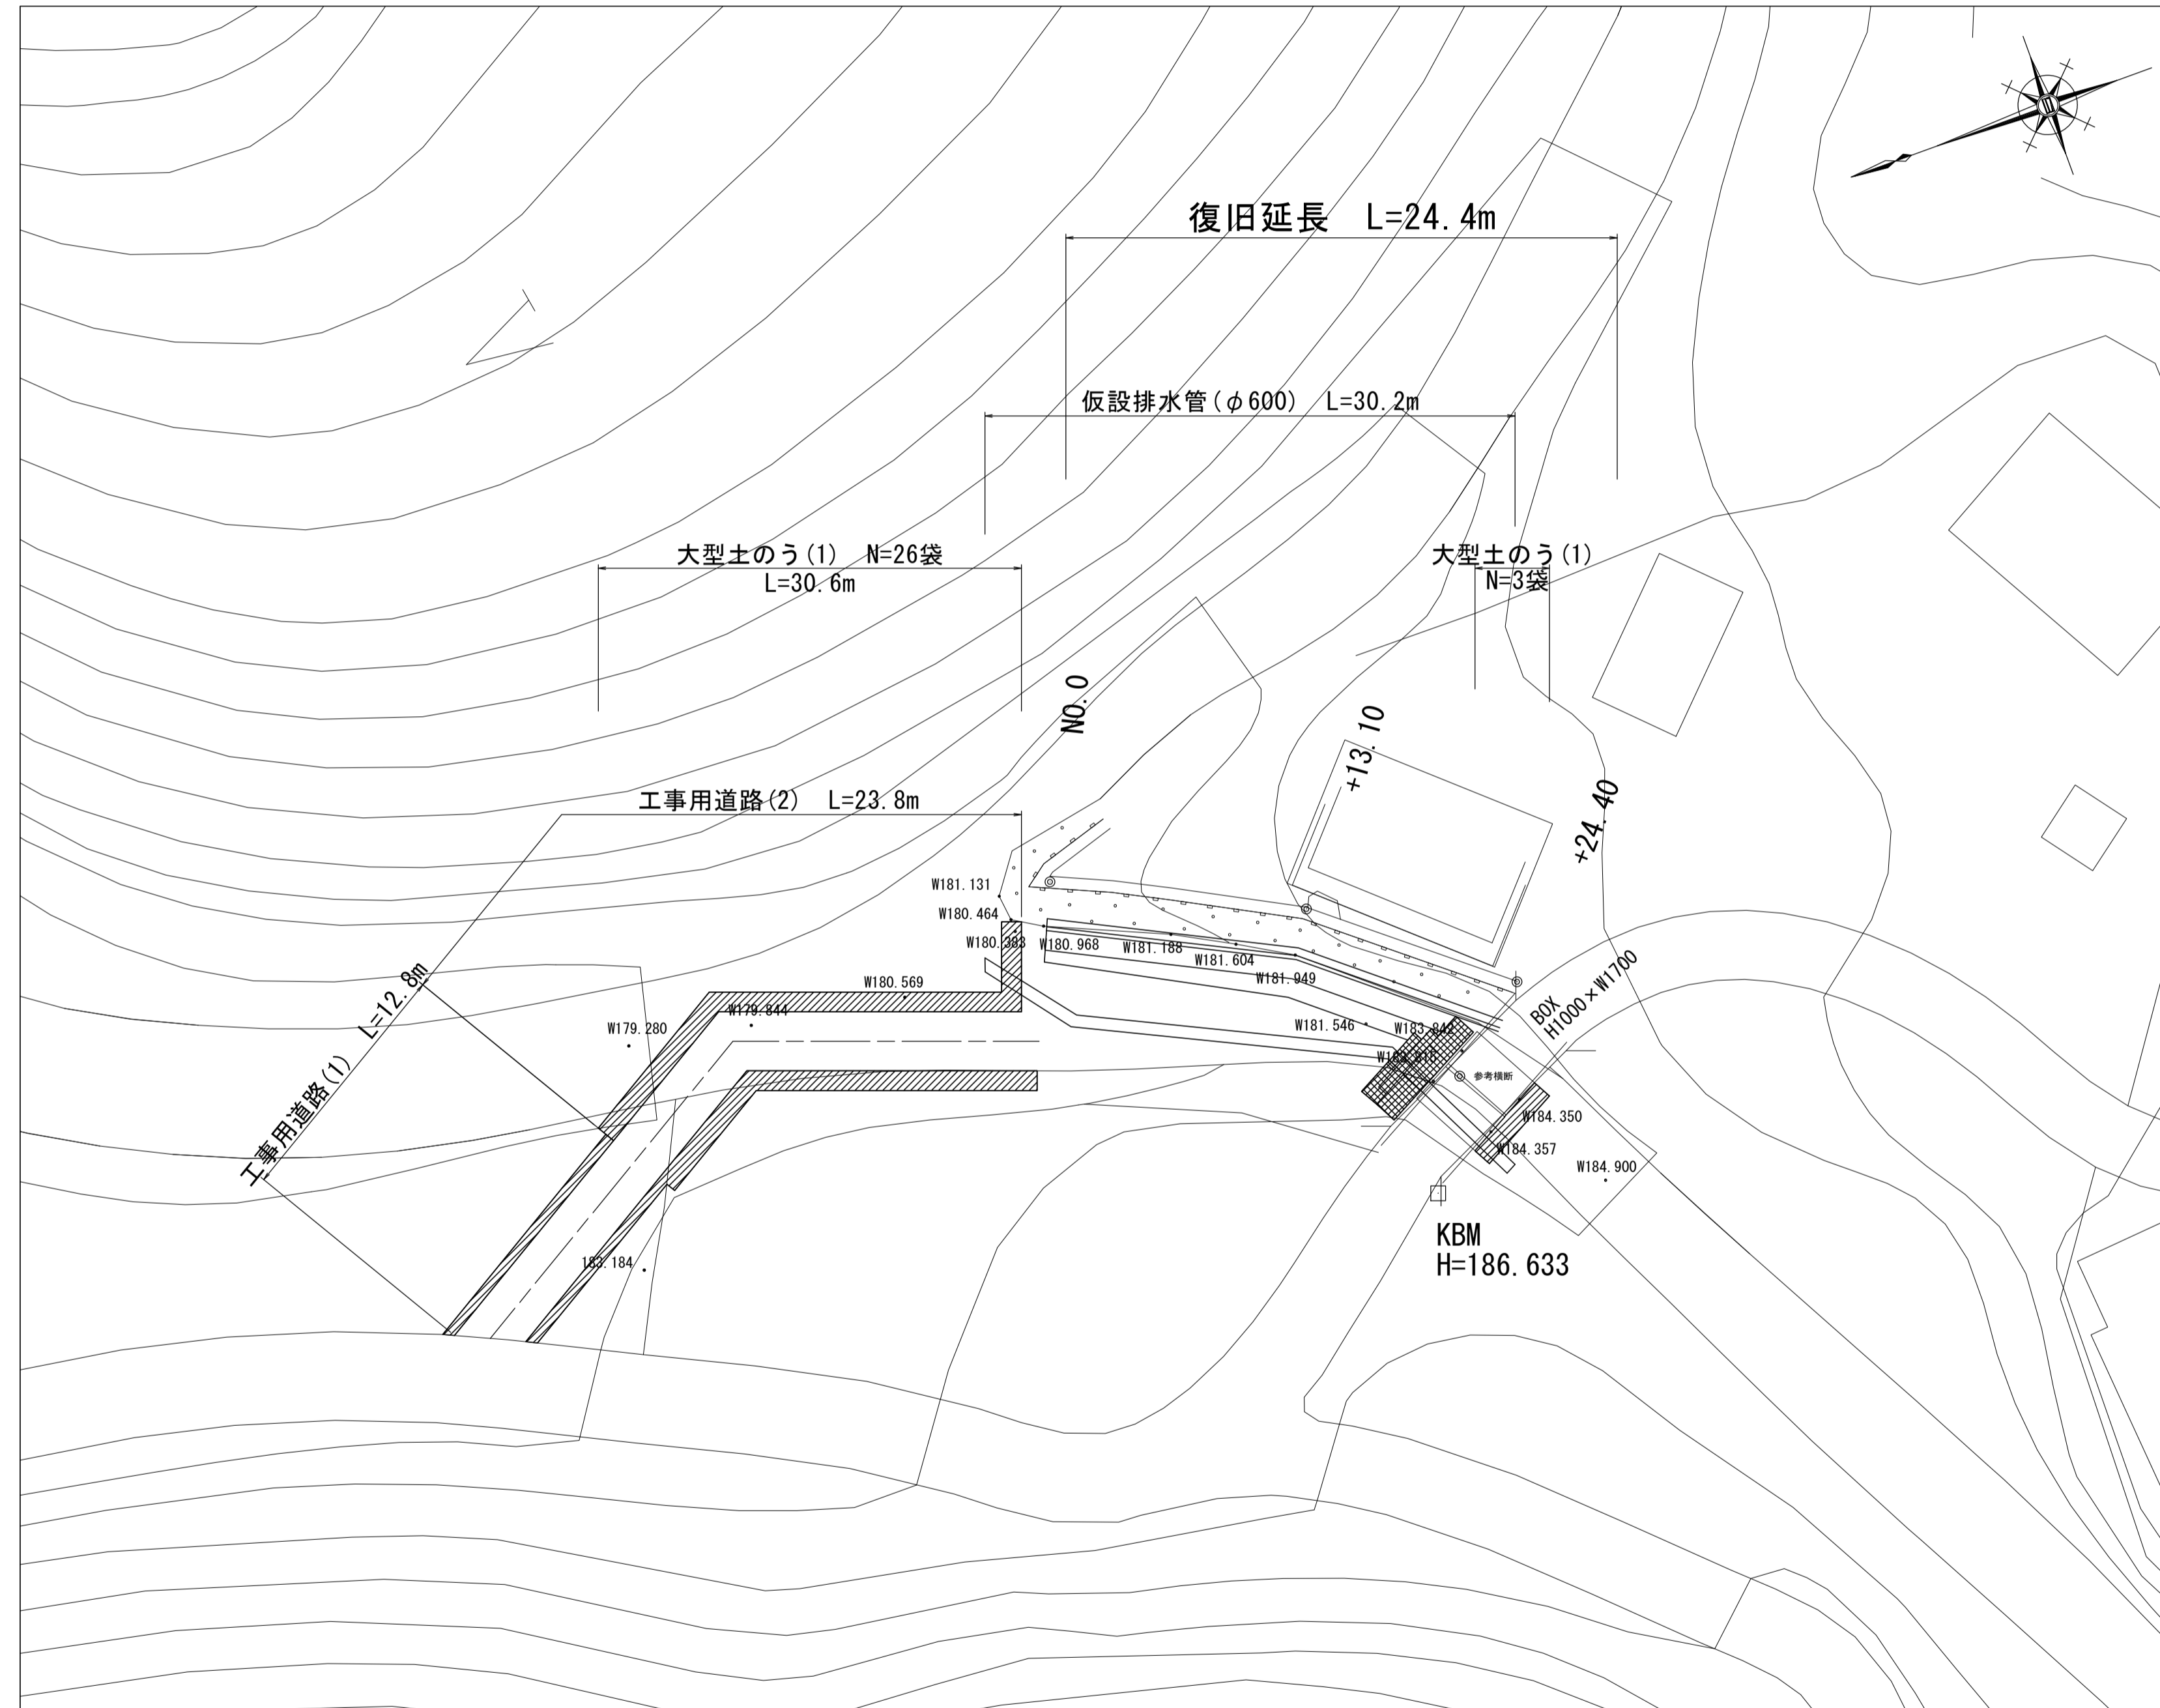 復旧延長　L=24.4m
仮設排水管(φ600)　L=30.2m
大型土のう(1)　N=26袋
L=30.6m
大型土のう(1)
N=3袋
NO.0
+13.10
+24.40
工事用道路(2)　L=23.8m
工事用道路(1)　L=12.8m
W181.131
W180.464
W180.383
W180.968
W181.188
W181.604
W181.949
W180.569
W179.844
W179.280
W181.546
W183.842
BOX
H1000×W1700
参考横断
W184.350
W184.357
W184.900
183.184
KBM
H=186.633